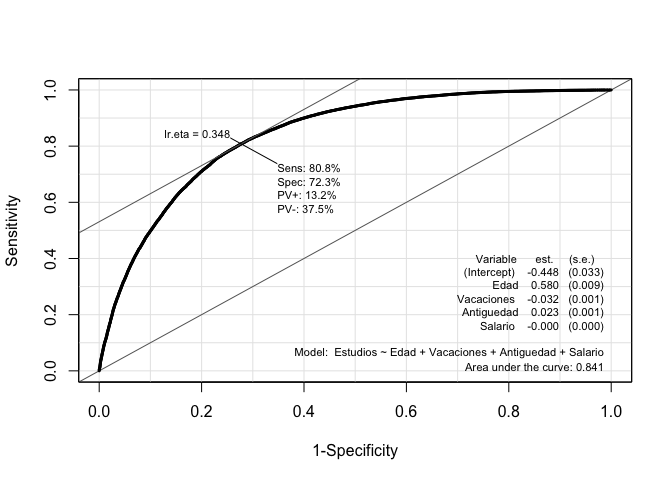 1.0
0.8
0.6
0.4
0.2
0.0
Sensitivity
lr.eta = 0.348
Sens: 80.8%
Spec: 72.3%
PV+: 13.2%
PV-: 37.5%
Variable est. (s.e.)
(Intercept) -0.448 (0.033)
Edad 0.580 (0.009)
Vacaciones -0.032 (0.001)
Antiguedad 0.023 (0.001)
Salario -0.000 (0.000)
Model: Estudios ~ Edad + Vacaciones + Antiguedad + Salario
Area under the curve: 0.841
0.0 0.2 0.4 0.6 0.8 1.0
1-Specificity